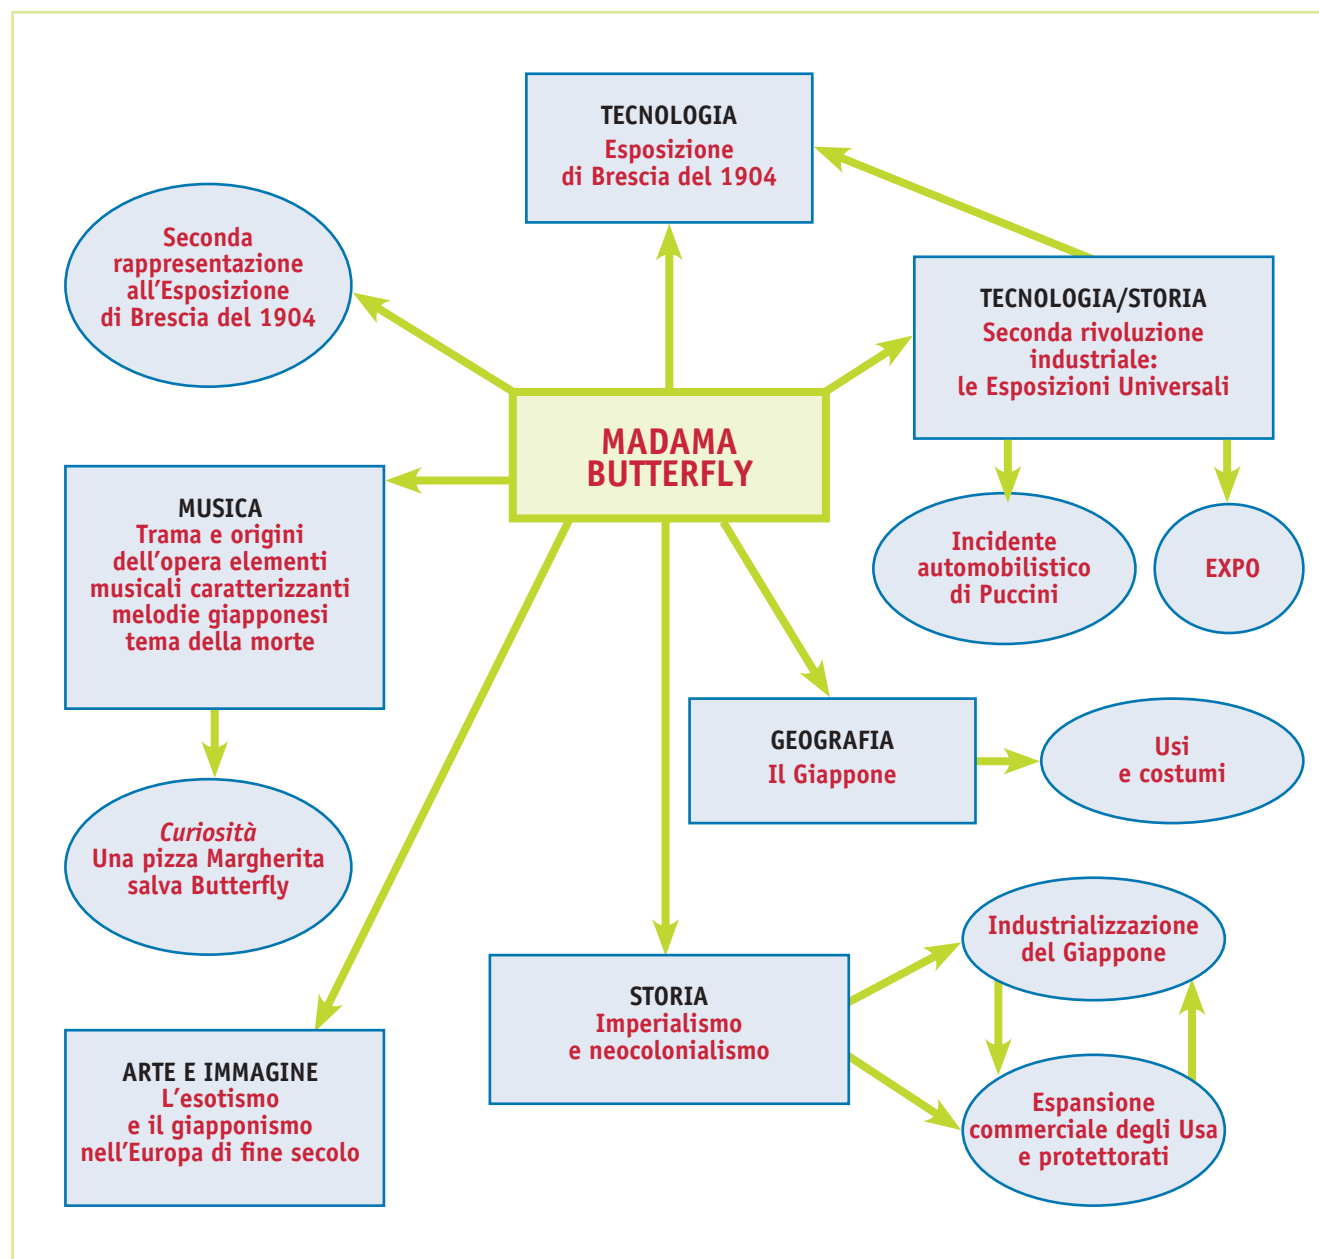 TECNOLOGIA
Esposizione
di Brescia del 1904
Seconda
rappresentazione
all'Esposizione
di Brescia del 1904
TECNOLOGIA/STORIA
Seconda rivoluzione
industriale:
le Esposizioni Universali
MADAMA
BUTTERFLY
MUSICA
Trama e origini
dell'opera elementi
musicali caratterizzanti
melodie giapponesi
tema della morte
Incidente
automobilistico
di Puccini
EXPO
GEOGRAFIA
Il Giappone
Usi
e costumi
Curiosità
Una pizza Margherita
salva Butterfly
STORIA
Imperialismo
e neocolonialismo
Industrializzazione
del Giappone
Espansione
commerciale degli Usa
e protettorati
ARTE E IMMAGINE
L'esotismo
e il giapponismo
nell'Europa di fine secolo